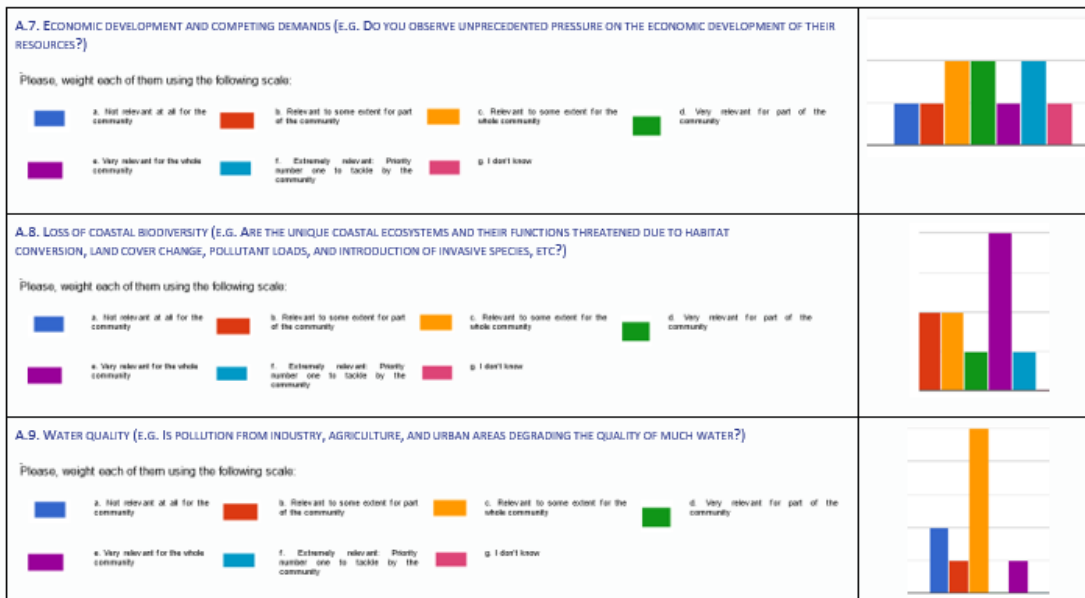 A.7. ECONOMIC DEVELOPMENT AND COMPETING DEMANDS (E.G. DO YOU OBSERVE UNPRECEDENTED PRESSURE ON THE ECONOMIC DEVELOPMENT OF THEIR
RESOURCES?)
Please, weight each of them using the following scale:
a. Not relevant at all for the
community
b. Relevant to some extent for part
of the community
c. Relevant to some extent for the
whole community
d. Very relevant for part of the
community
e. Very relevant for the whole
community
f. Extremely relevant: Priority
number one to tackle by the
community
g. I don't know
A.8. LOSS OF COASTAL BIODIVERSITY (E.G. ARE THE UNIQUE COASTAL ECOSYSTEMS AND THEIR FUNCTIONS THREATENED DUE TO HABITAT
CONVERSION, LAND COVER CHANGE, POLLUTANT LOADS, AND INTRODUCTION OF INVASIVE SPECIES, ETC?)
Please, weight each of them using the following scale:
a. Not relevant at all for the
community
b. Relevant to some extent for part
of the community
c. Relevant to some extent for the
whole community
d. Very relevant for part of the
community
e. Very relevant for the whole
community
f. Extremely relevant: Priority
number one to tackle by the
community
g. I don't know
A.9. WATER QUALITY (E.G. IS POLLUTION FROM INDUSTRY, AGRICULTURE, AND URBAN AREAS DEGRADING THE QUALITY OF MUCH WATER?)
Please, weight each of them using the following scale:
a. Not relevant at all for the
community
b. Relevant to some extent for part
of the community
c. Relevant to some extent for the
whole community
d. Very relevant for part of the
community
e. Very relevant for the whole
community
f. Extremely relevant: Priority
number one to tackle by the
community
g. I don't know